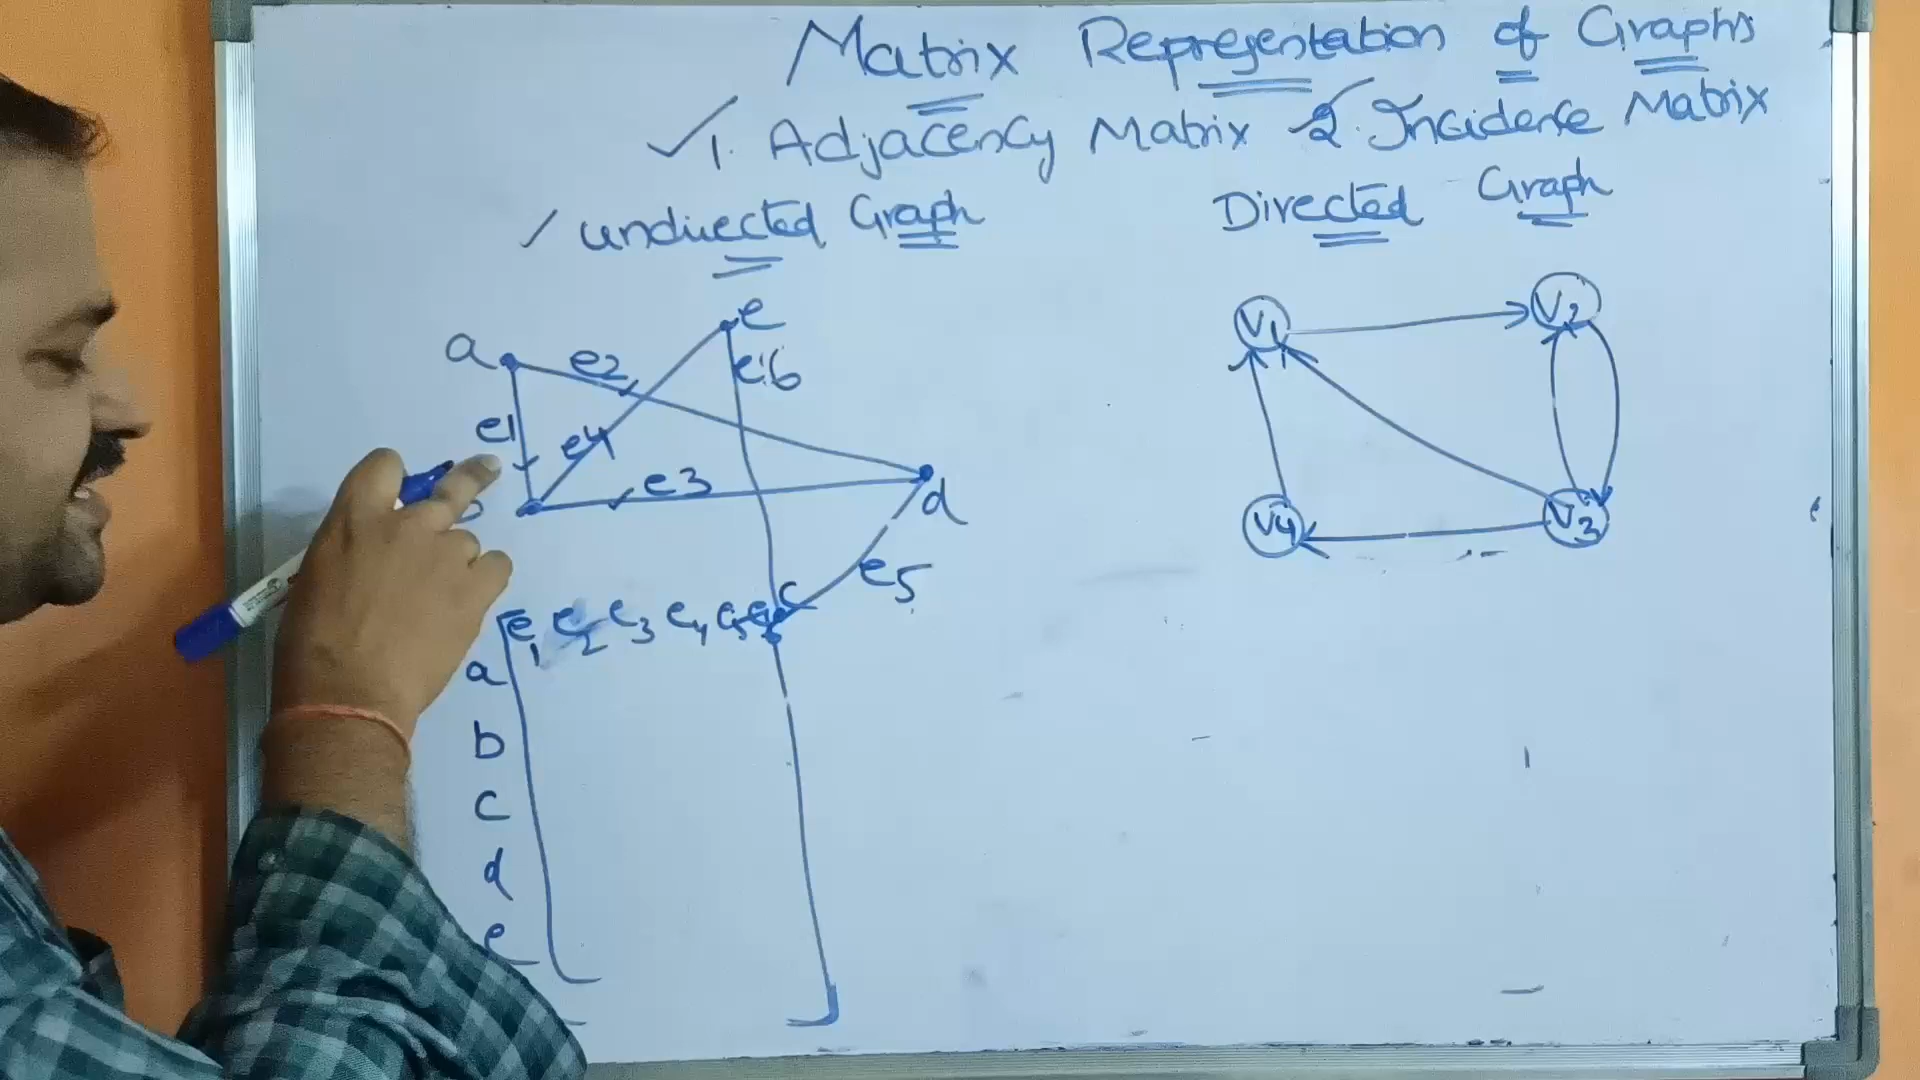 Matrix Representation of Graphs
1. Adjacency Matrix 2. Incidence Matrix
undirected Graph
Directed Graph
a
e
e2
e6
e1
e4
e3
d
e5
c
V1
V2
V4
V3
e1 e2 e3 e4 e5 e6
a
b
c
d
e